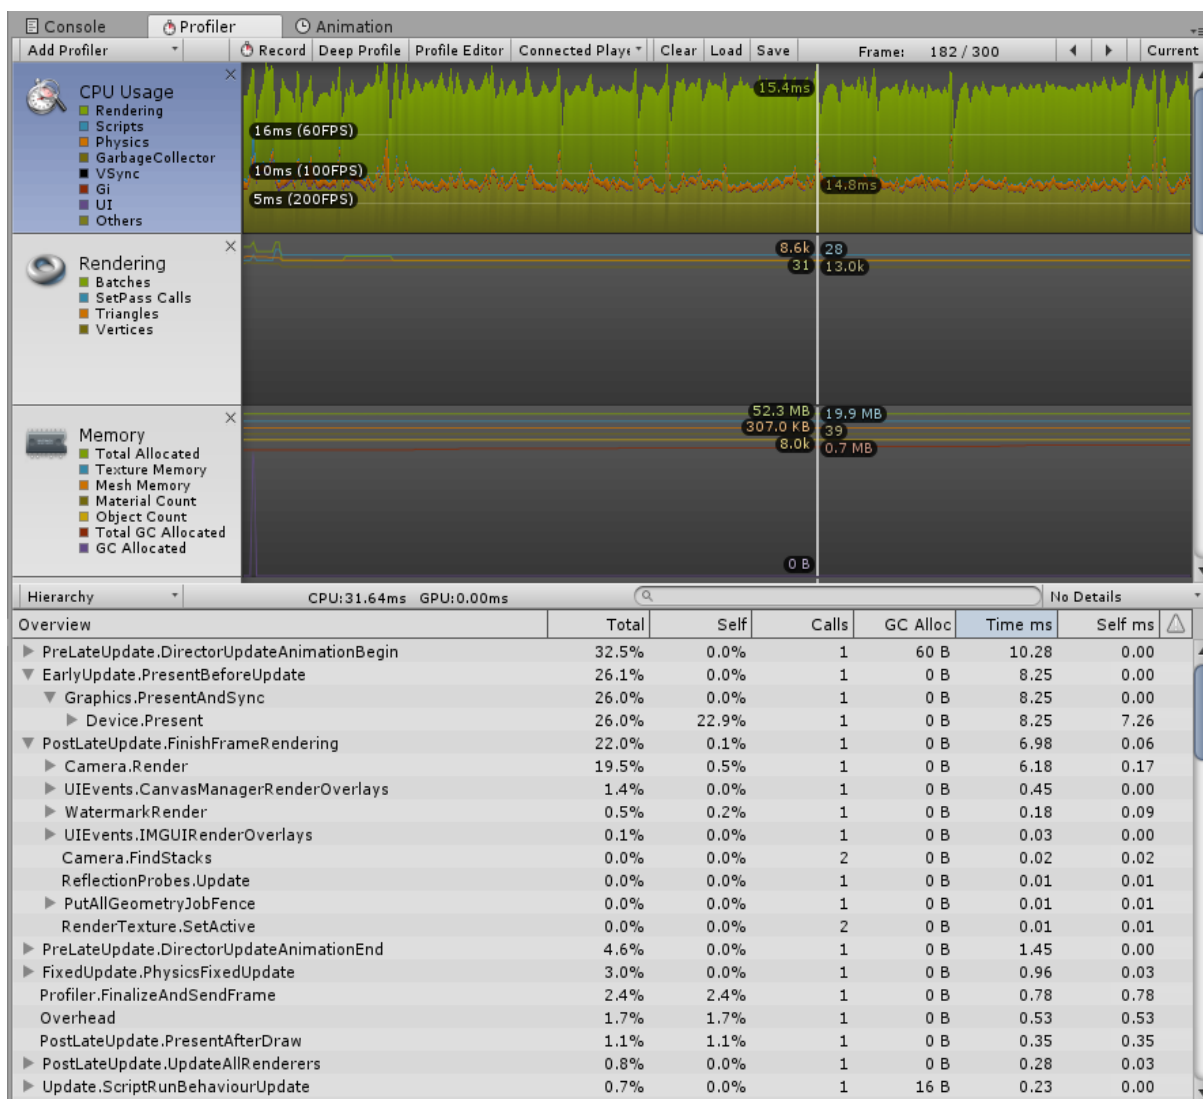 Console Profiler Animation
Add Profiler Record Deep Profile Profile Editor Connected Playe Clear Load Save Frame: 182 / 300 Current
CPU Usage
Rendering
Scripts
Physics
GarbageCollector
VSync
Gi
UI
Others
15.4ms
16ms (60FPS)
10ms (100FPS)
14.8ms
5ms (200FPS)
Rendering
Batches
SetPass Calls
Triangles
Vertices
8.6k 28
31 13.0k
Memory
Total Allocated
Texture Memory
Mesh Memory
Material Count
Object Count
Total GC Allocated
GC Allocated
52.3 MB 19.9 MB
307.0 KB 39
8.0k 0.7 MB
0 B
Hierarchy CPU:31.64ms GPU:0.00ms No Details
Overview Total Self Calls GC Alloc Time ms Self ms
PreLateUpdate.DirectorUpdateAnimationBegin 32.5% 0.0% 1 60 B 10.28 0.00
EarlyUpdate.PresentBeforeUpdate 26.1% 0.0% 1 0 B 8.25 0.00
Graphics.PresentAndSync 26.0% 0.0% 1 0 B 8.25 0.00
Device.Present 26.0% 22.9% 1 0 B 8.25 7.26
PostLateUpdate.FinishFrameRendering 22.0% 0.1% 1 0 B 6.98 0.06
Camera.Render 19.5% 0.5% 1 0 B 6.18 0.17
UIEvents.CanvasManagerRenderOverlays 1.4% 0.0% 1 0 B 0.45 0.00
WatermarkRender 0.5% 0.2% 1 0 B 0.18 0.09
UIEvents.IMGUIRenderOverlays 0.1% 0.0% 1 0 B 0.03 0.00
Camera.FindStacks 0.0% 0.0% 2 0 B 0.02 0.02
ReflectionProbes.Update 0.0% 0.0% 1 0 B 0.01 0.01
PutAllGeometryJobFence 0.0% 0.0% 1 0 B 0.01 0.01
RenderTexture.SetActive 0.0% 0.0% 2 0 B 0.01 0.01
PreLateUpdate.DirectorUpdateAnimationEnd 4.6% 0.0% 1 0 B 1.45 0.00
FixedUpdate.PhysicsFixedUpdate 3.0% 0.0% 1 0 B 0.96 0.03
Profiler.FinalizeAndSendFrame 2.4% 2.4% 1 0 B 0.78 0.78
Overhead 1.7% 1.7% 1 0 B 0.53 0.53
PostLateUpdate.PresentAfterDraw 1.1% 1.1% 1 0 B 0.35 0.35
PostLateUpdate.UpdateAllRenderers 0.8% 0.0% 1 0 B 0.28 0.03
Update.ScriptRunBehaviourUpdate 0.7% 0.0% 1 16 B 0.23 0.00